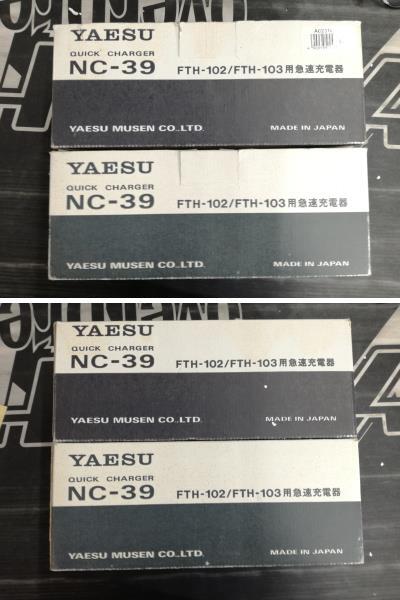 YAESU
QUICK CHARGER
NC-39 FTH-102/FTH-103用急速充電器
YAESU MUSEN CO.,LTD. MADE IN JAPAN
YAESU
QUICK CHARGER
NC-39 FTH-102/FTH-103用急速充電器
YAESU MUSEN CO.,LTD. MADE IN JAPAN
YAESU
QUICK CHARGER
NC-39 FTH-102/FTH-103用急速充電器
YAESU MUSEN CO.,LTD. MADE IN JAPAN
YAESU
QUICK CHARGER
NC-39 FTH-102/FTH-103用急速充電器
YAESU MUSEN CO.,LTD. MADE IN JAPAN